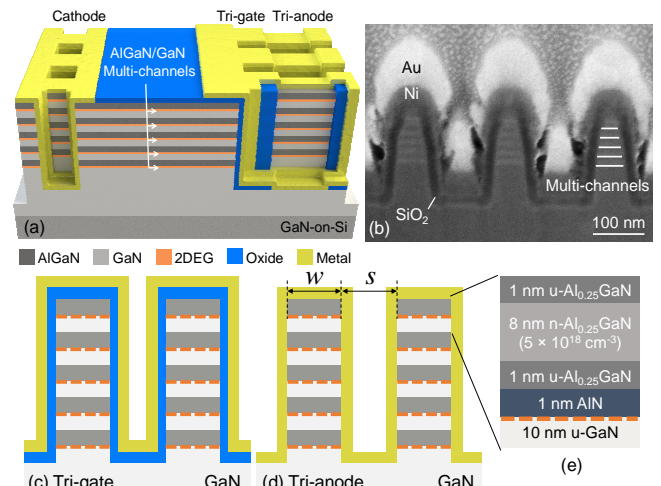 Cathode
Tri-gate
Tri-anode
AlGaN/GaN
Multi-channels
(a)
GaN-on-Si
Au
Ni
Multi-channels
SiO₂
(b)
100 nm
AlGaN
GaN
2DEG
Oxide
Metal
w
s
1 nm u-Al₀.₂₅GaN
8 nm n-Al₀.₂₅GaN
(5 × 10¹⁸ cm⁻³)
1 nm u-Al₀.₂₅GaN
1 nm AlN
10 nm u-GaN
(c) Tri-gate
GaN
(d) Tri-anode
GaN
(e)